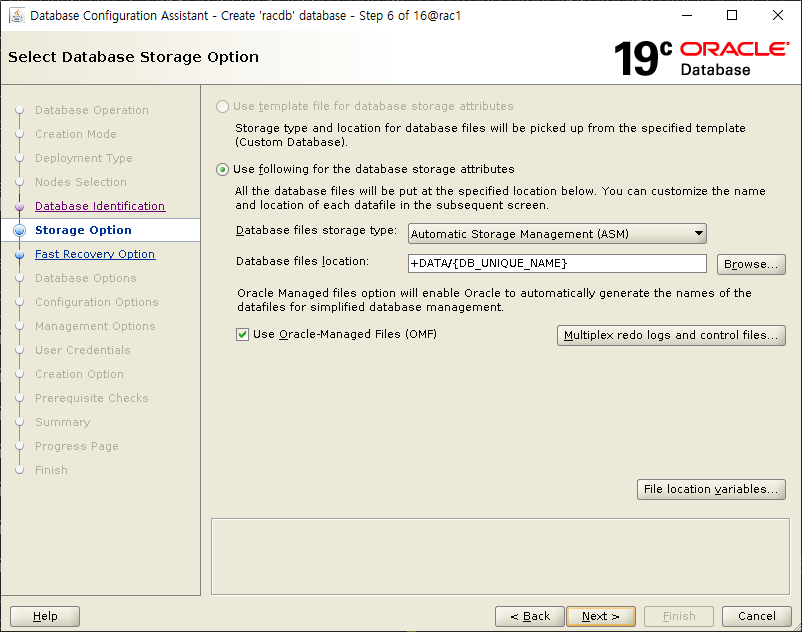 Database Configuration Assistant - Create 'racdb' database - Step 6 of 16@rac1
Select Database Storage Option
19c ORACLE
Database
Database Operation
Creation Mode
Deployment Type
Nodes Selection
Database Identification
Storage Option
Fast Recovery Option
Database Options
Configuration Options
Management Options
User Credentials
Creation Option
Prerequisite Checks
Summary
Progress Page
Finish
Use template file for database storage attributes
Storage type and location for database files will be picked up from the specified template
(Custom Database).
Use following for the database storage attributes
All the database files will be put at the specified location below. You can customize the name
and location of each datafile in the subsequent screen.
Database files storage type: Automatic Storage Management (ASM)
Database files location: +DATA/{DB_UNIQUE_NAME} Browse...
Oracle Managed files option will enable Oracle to automatically generate the names of the
datafiles for simplified database management.
Use Oracle-Managed Files (OMF) Multiplex redo logs and control files...
File location variables...
Help < Back Next > Finish Cancel